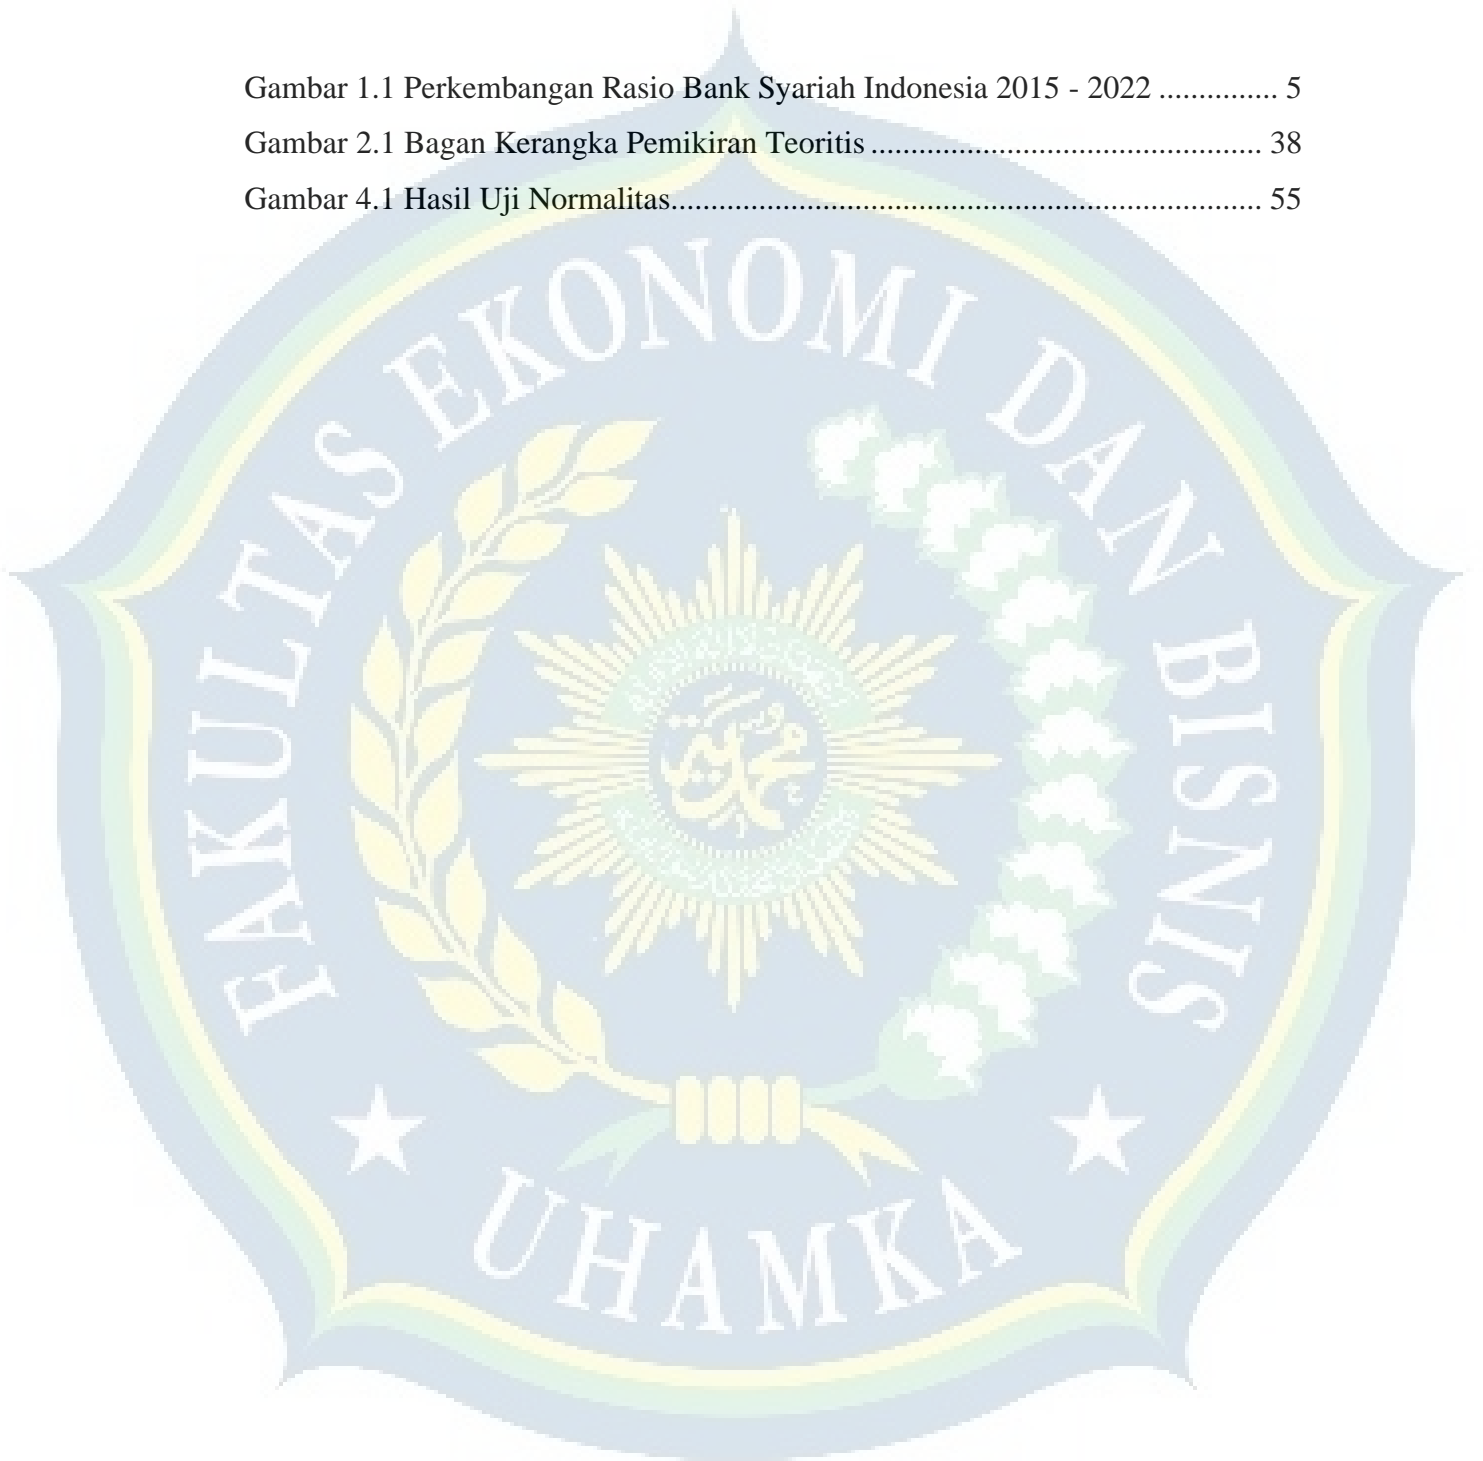 Gambar 1.1 Perkembangan Rasio Bank Syariah Indonesia 2015 - 2022 ............... 5
Gambar 2.1 Bagan Kerangka Pemikiran Teoritis ................................................. 38
Gambar 4.1 Hasil Uji Normalitas.......................................................................... 55
FAKULTAS EKONOMI DAN BISNIS
UHAMKA